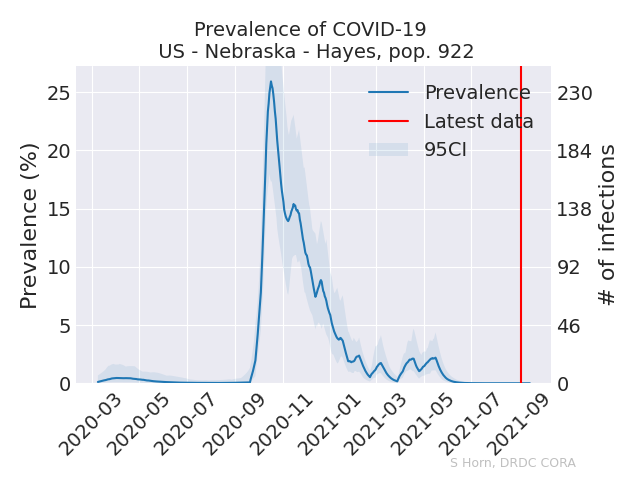 Prevalence of COVID-19
US - Nebraska - Hayes, pop. 922
Prevalence
Latest data
95CI
Prevalence (%)
25
20
15
10
5
0
230
184
138
92
46
0
# of infections
2020-03
2020-05
2020-07
2020-09
2020-11
2021-01
2021-03
2021-05
2021-07
2021-09
S Horn, DRDC CORA